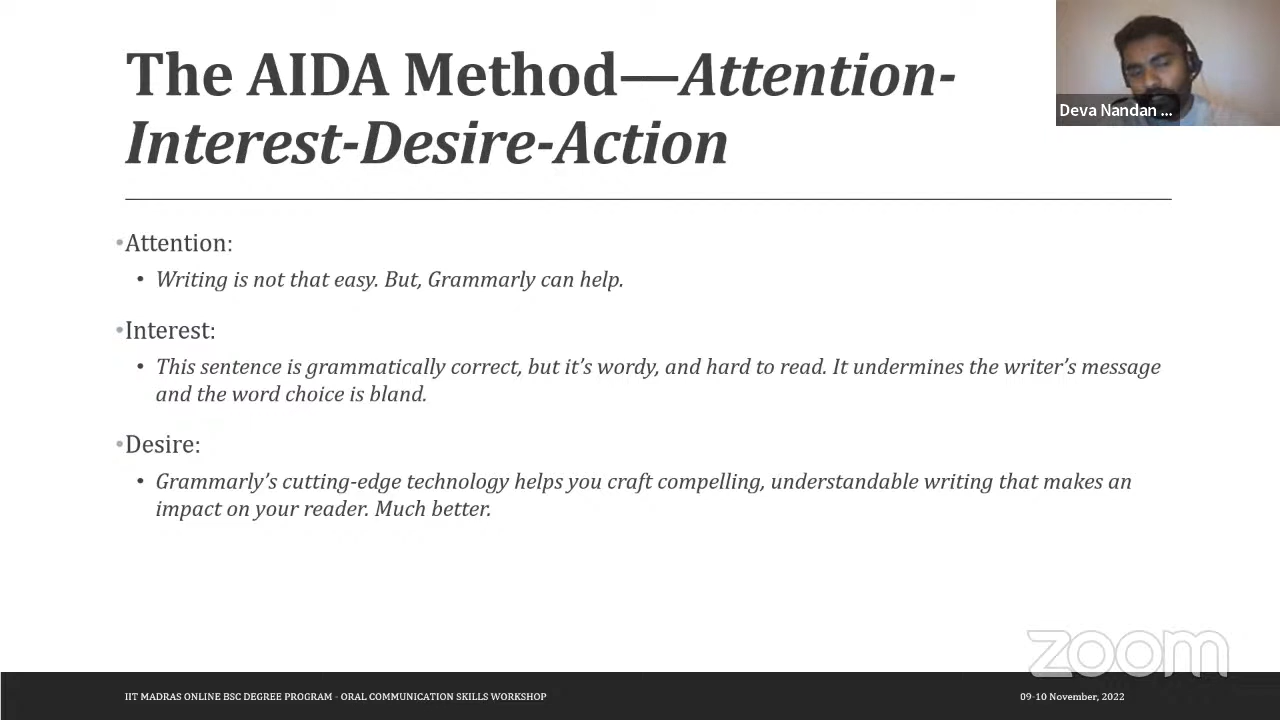 The AIDA Method—Attention-
Interest-Desire-Action
Deva Nandan ...
•Attention:
• Writing is not that easy. But, Grammarly can help.
•Interest:
• This sentence is grammatically correct, but it’s wordy, and hard to read. It undermines the writer’s message
and the word choice is bland.
•Desire:
• Grammarly’s cutting-edge technology helps you craft compelling, understandable writing that makes an
impact on your reader. Much better.
zoom
IIT MADRAS ONLINE BSC DEGREE PROGRAM - ORAL COMMUNICATION SKILLS WORKSHOP
09-10 November, 2022